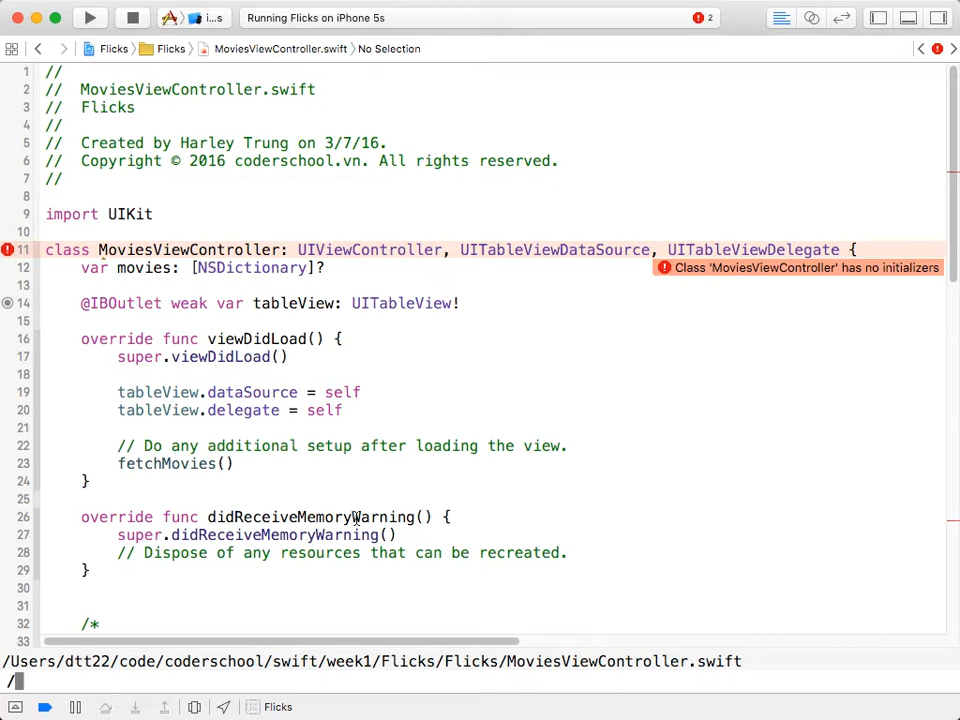 i...s
Running Flicks on iPhone 5s
2
Flicks
Flicks
MoviesViewController.swift
No Selection
1 //
2 //  MoviesViewController.swift
3 //  Flicks
4 //
5 //  Created by Harley Trung on 3/7/16.
6 //  Copyright © 2016 coderschool.vn. All rights reserved.
7 //
8
9 import UIKit
10
11 class MoviesViewController: UIViewController, UITableViewDataSource, UITableViewDelegate {
12     var movies: [NSDictionary]?
Class 'MoviesViewController' has no initializers
13
14     @IBOutlet weak var tableView: UITableView!
15
16     override func viewDidLoad() {
17         super.viewDidLoad()
18
19         tableView.dataSource = self
20         tableView.delegate = self
21
22         // Do any additional setup after loading the view.
23         fetchMovies()
24     }
25
26     override func didReceiveMemoryWarning() {
27         super.didReceiveMemoryWarning()
28         // Dispose of any resources that can be recreated.
29     }
30
31
32     /*
33
/Users/dtt22/code/coderschool/swift/week1/Flicks/Flicks/MoviesViewController.swift
/
Flicks